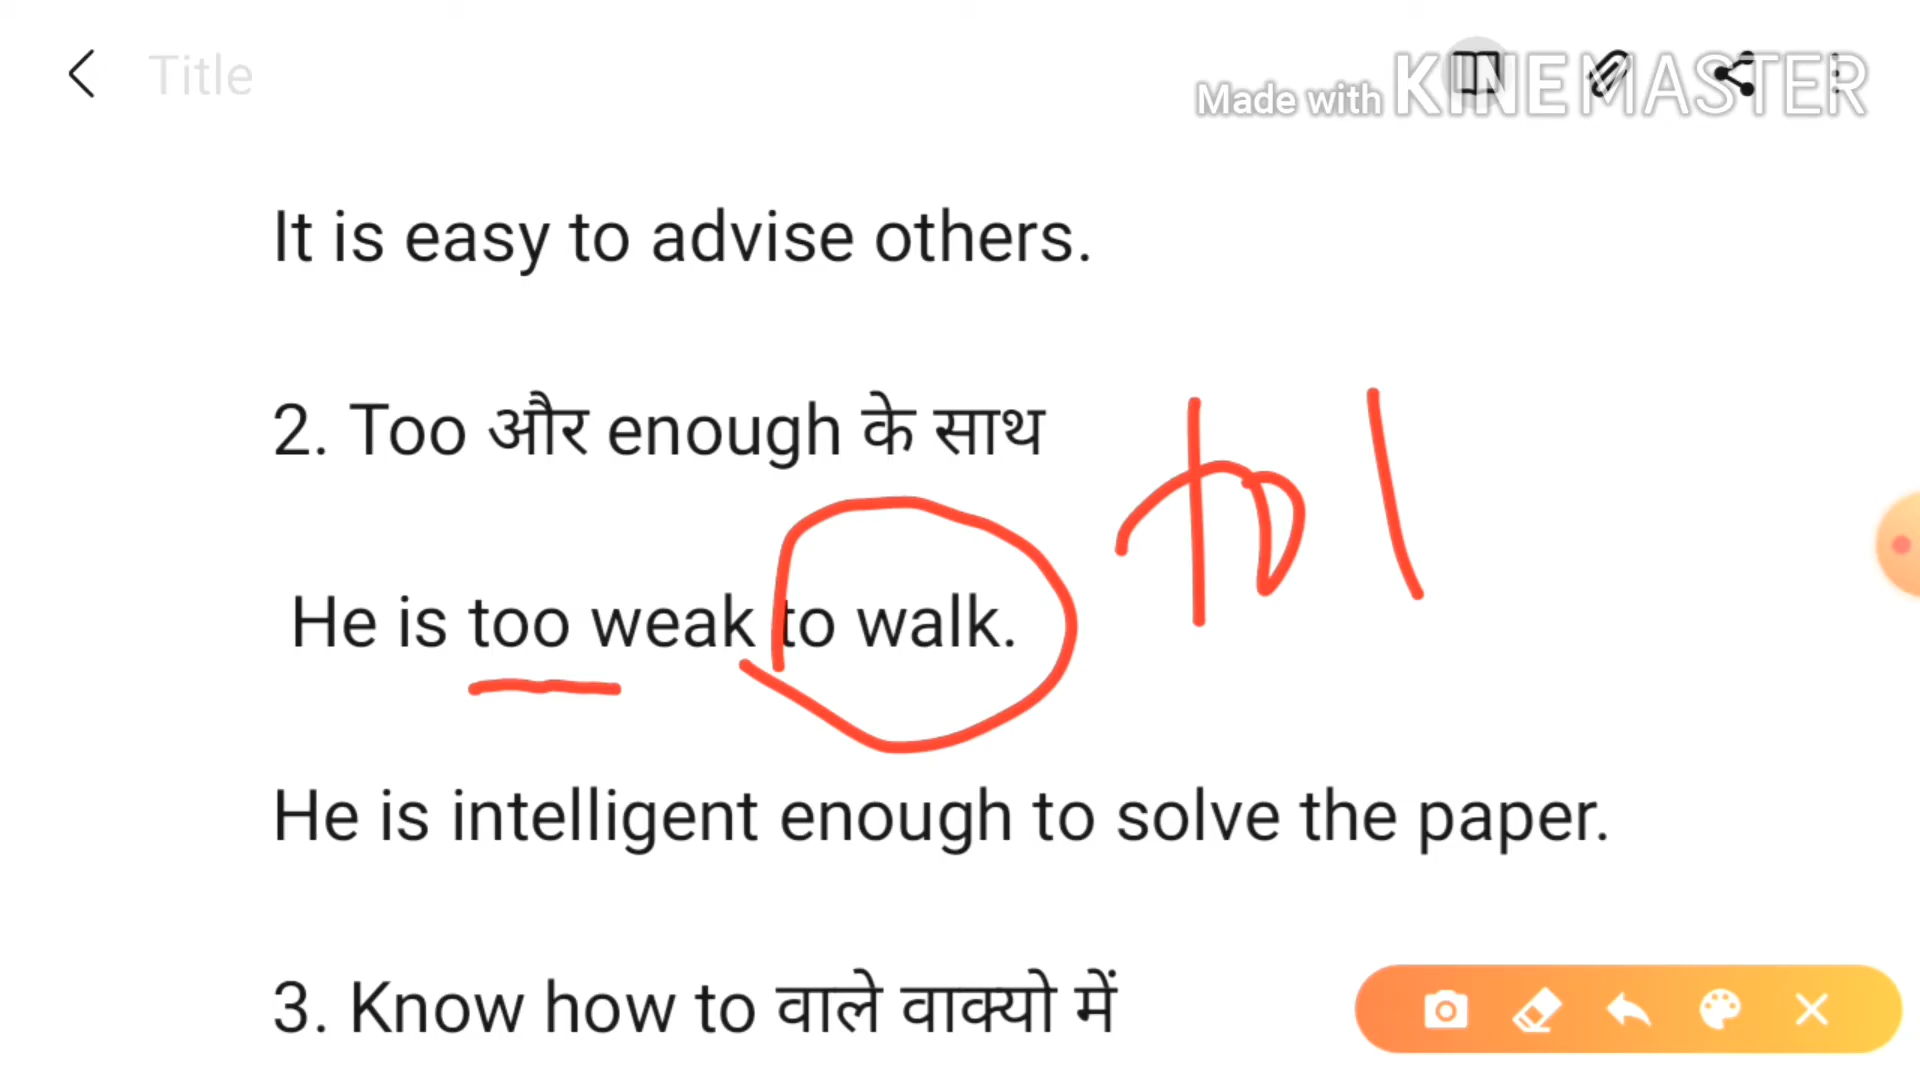 Title
Made with KINEMASTER
It is easy to advise others.
2. Too और enough के साथ
to
He is too weak to walk.
He is intelligent enough to solve the paper.
3. Know how to वाले वाक्यो में